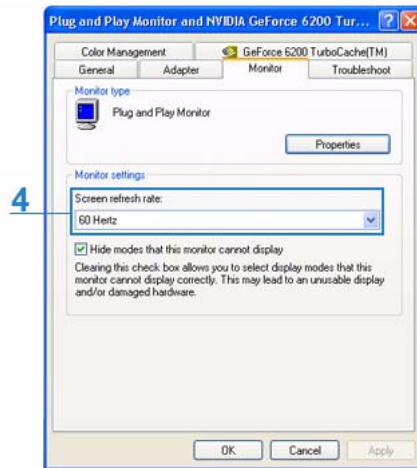 Plug and Play Monitor and NVIDIA GeForce 6200 Tur...
Color Management
GeForce 6200 TurboCache(TM)
General
Adapter
Monitor
Troubleshoot
Monitor type
Plug and Play Monitor
Properties
Monitor settings
4
Screen refresh rate:
60 Hertz
Hide modes that this monitor cannot display
Clearing this check box allows you to select display modes that this
monitor cannot display correctly. This may lead to an unusable display
and/or damaged hardware.
OK
Cancel
Apply